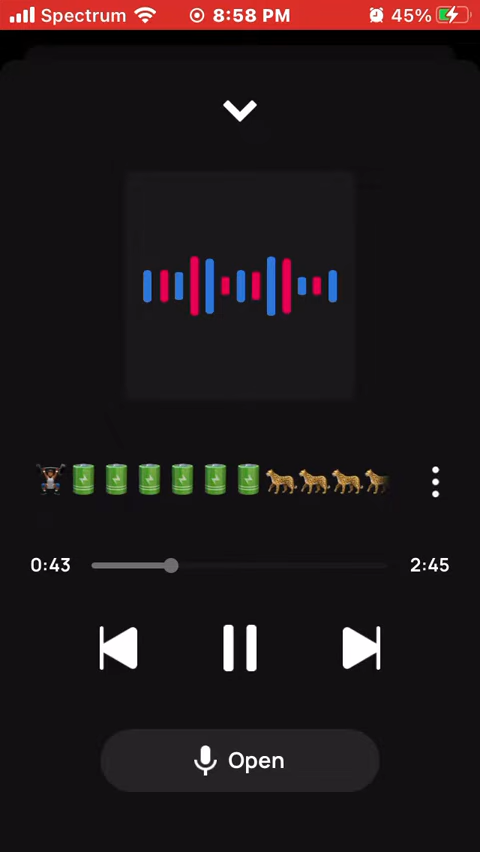 Spectrum 8:58 PM 45%
🏋🏾🔋🔋🔋🔋🔋🔋🐆🐆🐆🐆
0:43 2:45
Open